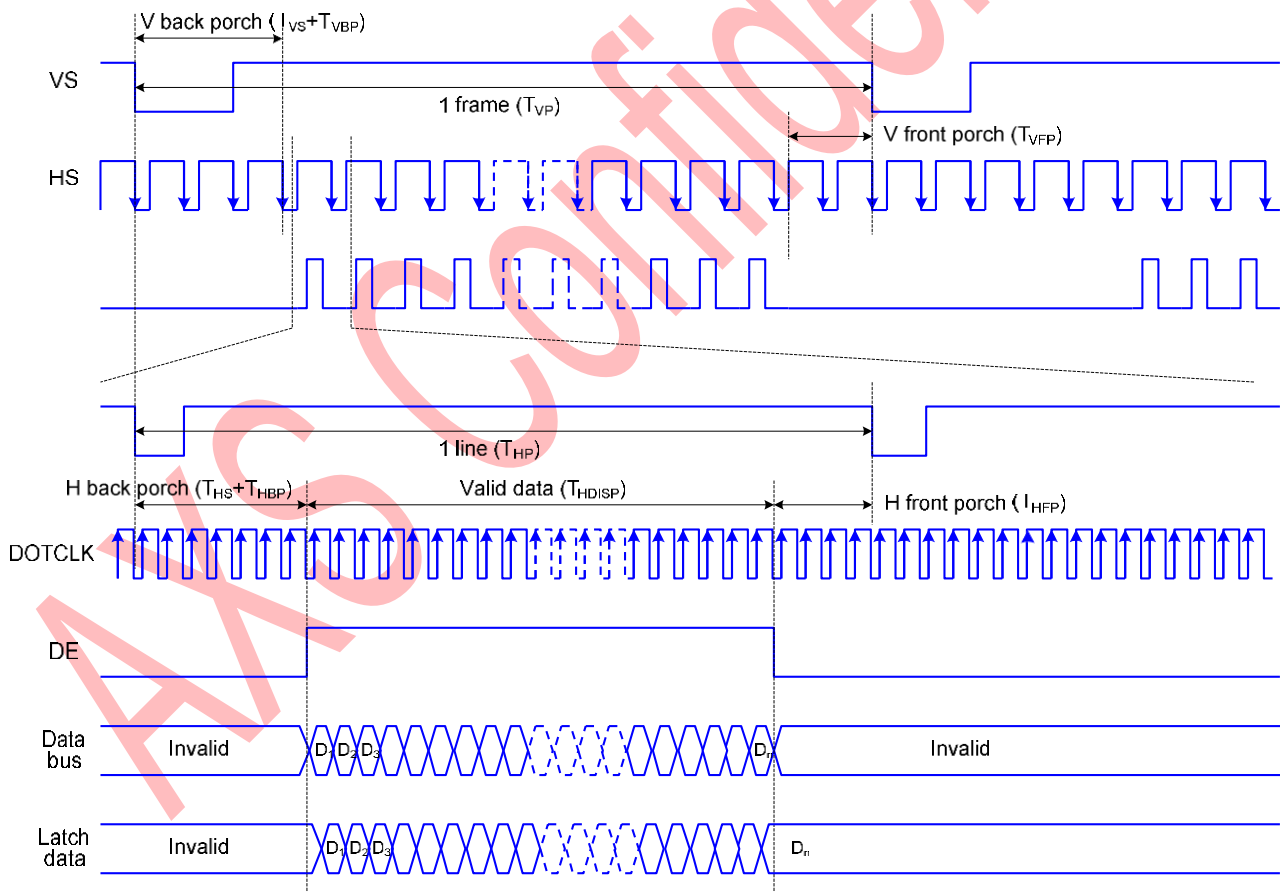 V back porch (TVS+TVBP)
VS
1 frame (TVP)
V front porch (TVFP)
HS
1 line (THP)
H back porch (THS+THBP)
Valid data (THDISP)
H front porch (THFP)
DOTCLK
DE
Data
bus
Invalid
D1
D2
D3
Dn
Invalid
Latch
data
Invalid
D1
D2
D3
Dn
AXS Confiden